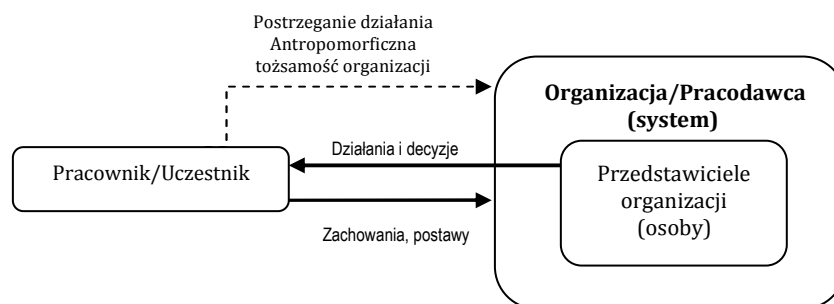 Postrzeganie działania
Antropomorficzna
tożsamość organizacji
Organizacja/Pracodawca
(system)
Działania i decyzje
Pracownik/Uczestnik
Przedstawiciele
organizacji
(osoby)
Zachowania, postawy